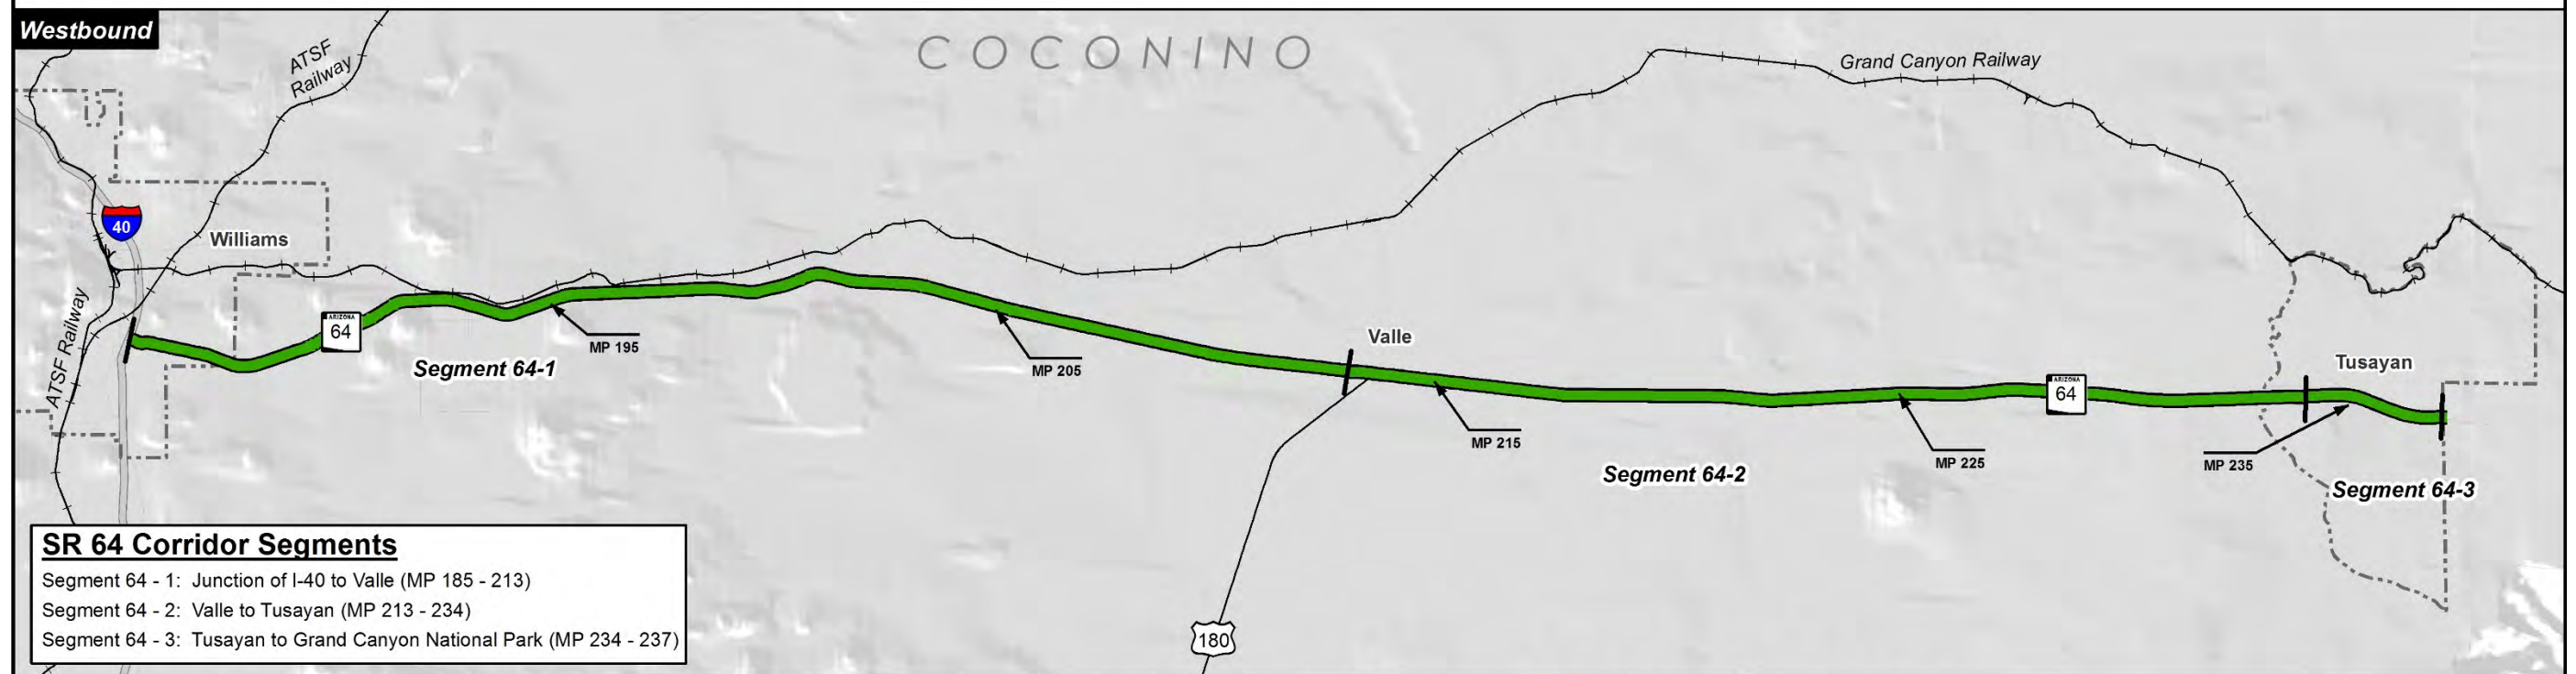 Westbound
ATSF
Railway
COCONINO
Grand Canyon Railway
40
Williams
ATSF Railway
ARIZONA
64
Segment 64-1
MP 195
MP 205
Valle
MP 215
Segment 64-2
MP 225
ARIZONA
64
Tusayan
MP 235
Segment 64-3
180
SR 64 Corridor Segments
Segment 64 - 1: Junction of I-40 to Valle (MP 185 - 213)
Segment 64 - 2: Valle to Tusayan (MP 213 - 234)
Segment 64 - 3: Tusayan to Grand Canyon National Park (MP 234 - 237)